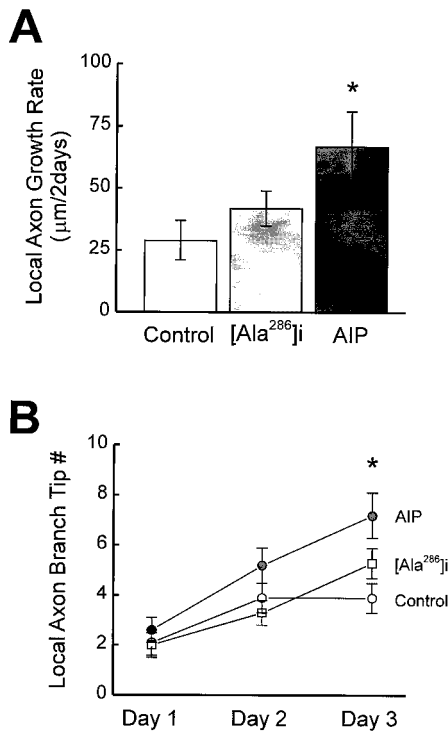 A
Local Axon Growth Rate
(μm/2days)
100
75
50
25
0
*
Control [Ala286]i AIP
B
Local Axon Branch Tip #
10
8
6
4
2
0
*
AIP
[Ala286]i
Control
Day 1 Day 2 Day 3